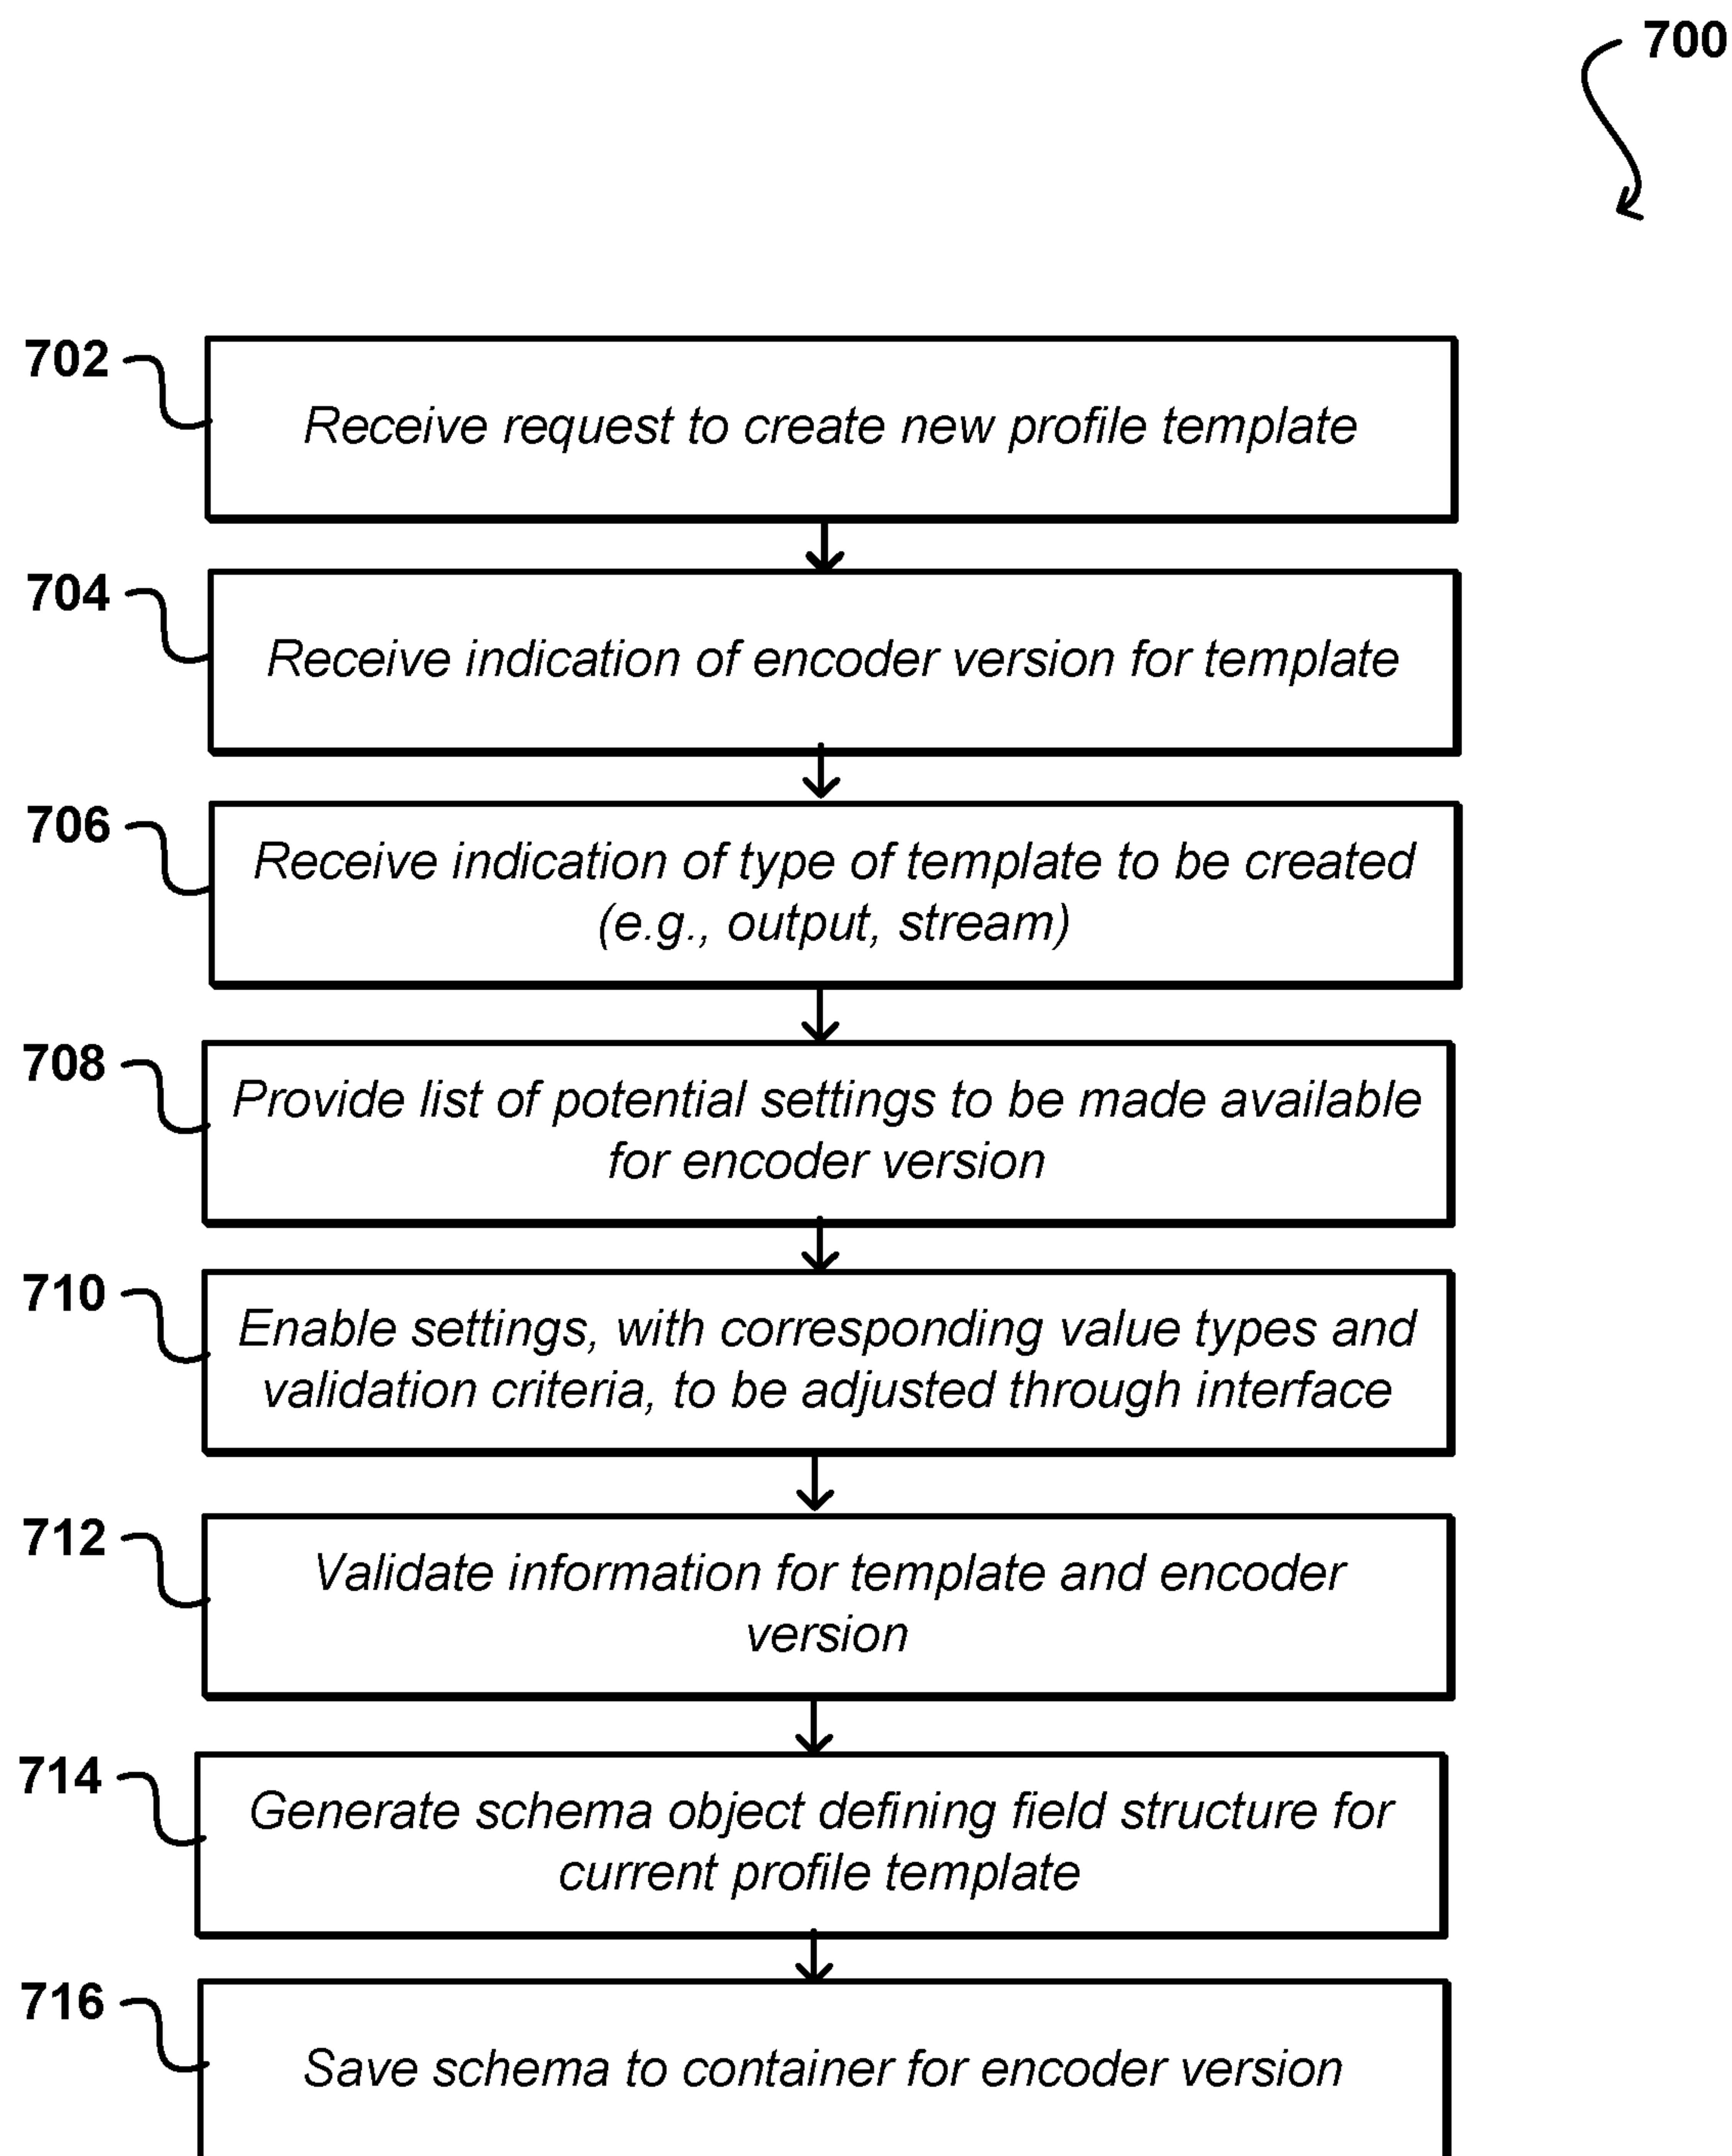 700
702
Receive request to create new profile template
704
Receive indication of encoder version for template
706
Receive indication of type of template to be created
(e.g., output, stream)
708
Provide list of potential settings to be made available
for encoder version
710
Enable settings, with corresponding value types and
validation criteria, to be adjusted through interface
712
Validate information for template and encoder
version
714
Generate schema object defining field structure for
current profile template
716
Save schema to container for encoder version